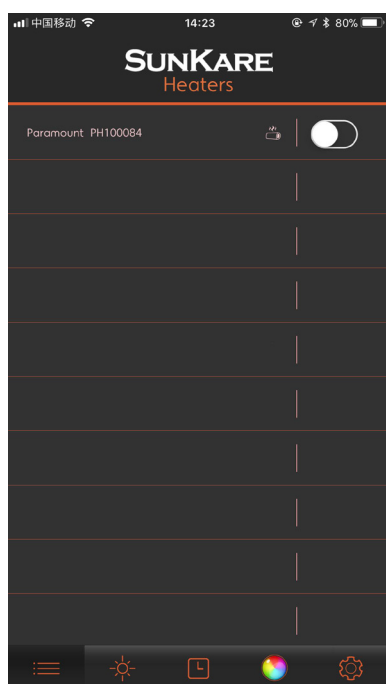 中国移动 14:23 80%
SUNKARE
Heaters
Paramount PH100084